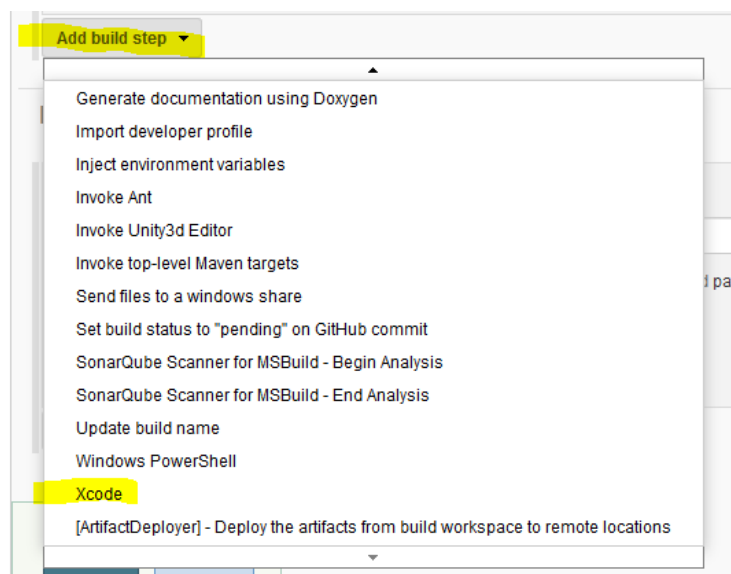 Add build step
Generate documentation using Doxygen
Import developer profile
Inject environment variables
Invoke Ant
Invoke Unity3d Editor
Invoke top-level Maven targets
Send files to a windows share
Set build status to "pending" on GitHub commit
SonarQube Scanner for MSBuild - Begin Analysis
SonarQube Scanner for MSBuild - End Analysis
Update build name
Windows PowerShell
Xcode
[ArtifactDeployer] - Deploy the artifacts from build workspace to remote locations